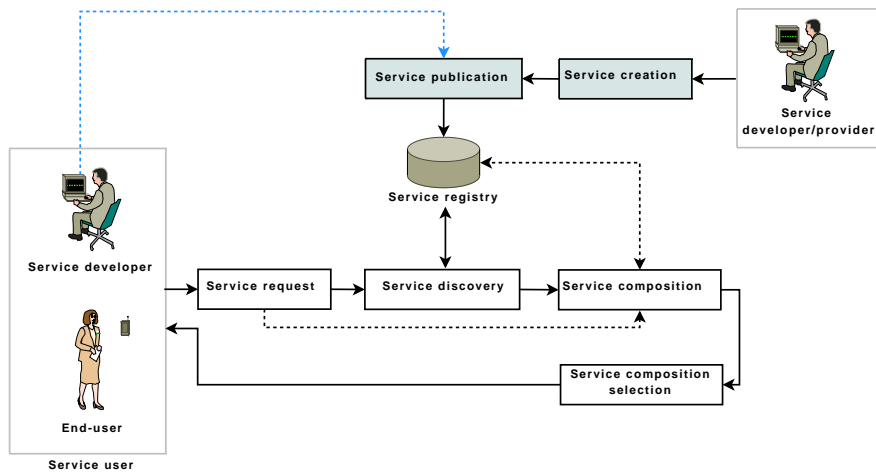 Service publication
Service creation
Service
developer/provider
Service registry
Service developer
Service request
Service discovery
Service composition
Service composition
selection
End-user
Service user